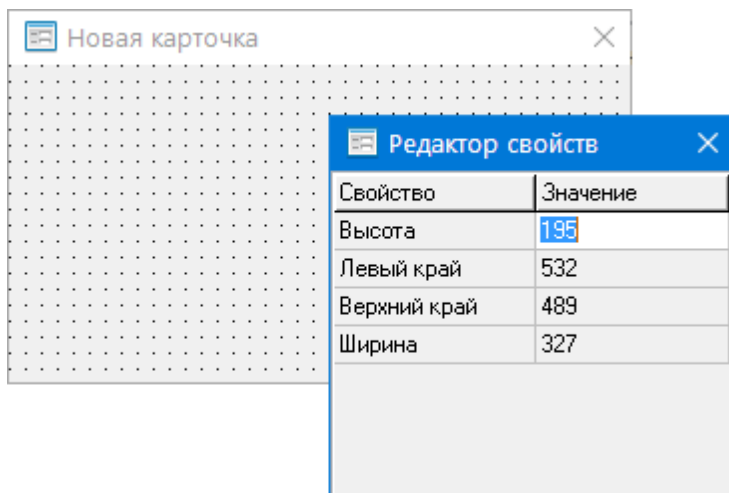 Новая карточка
Редактор свойств
Свойство Значение
Высота 195
Левый край 532
Верхний край 489
Ширина 327